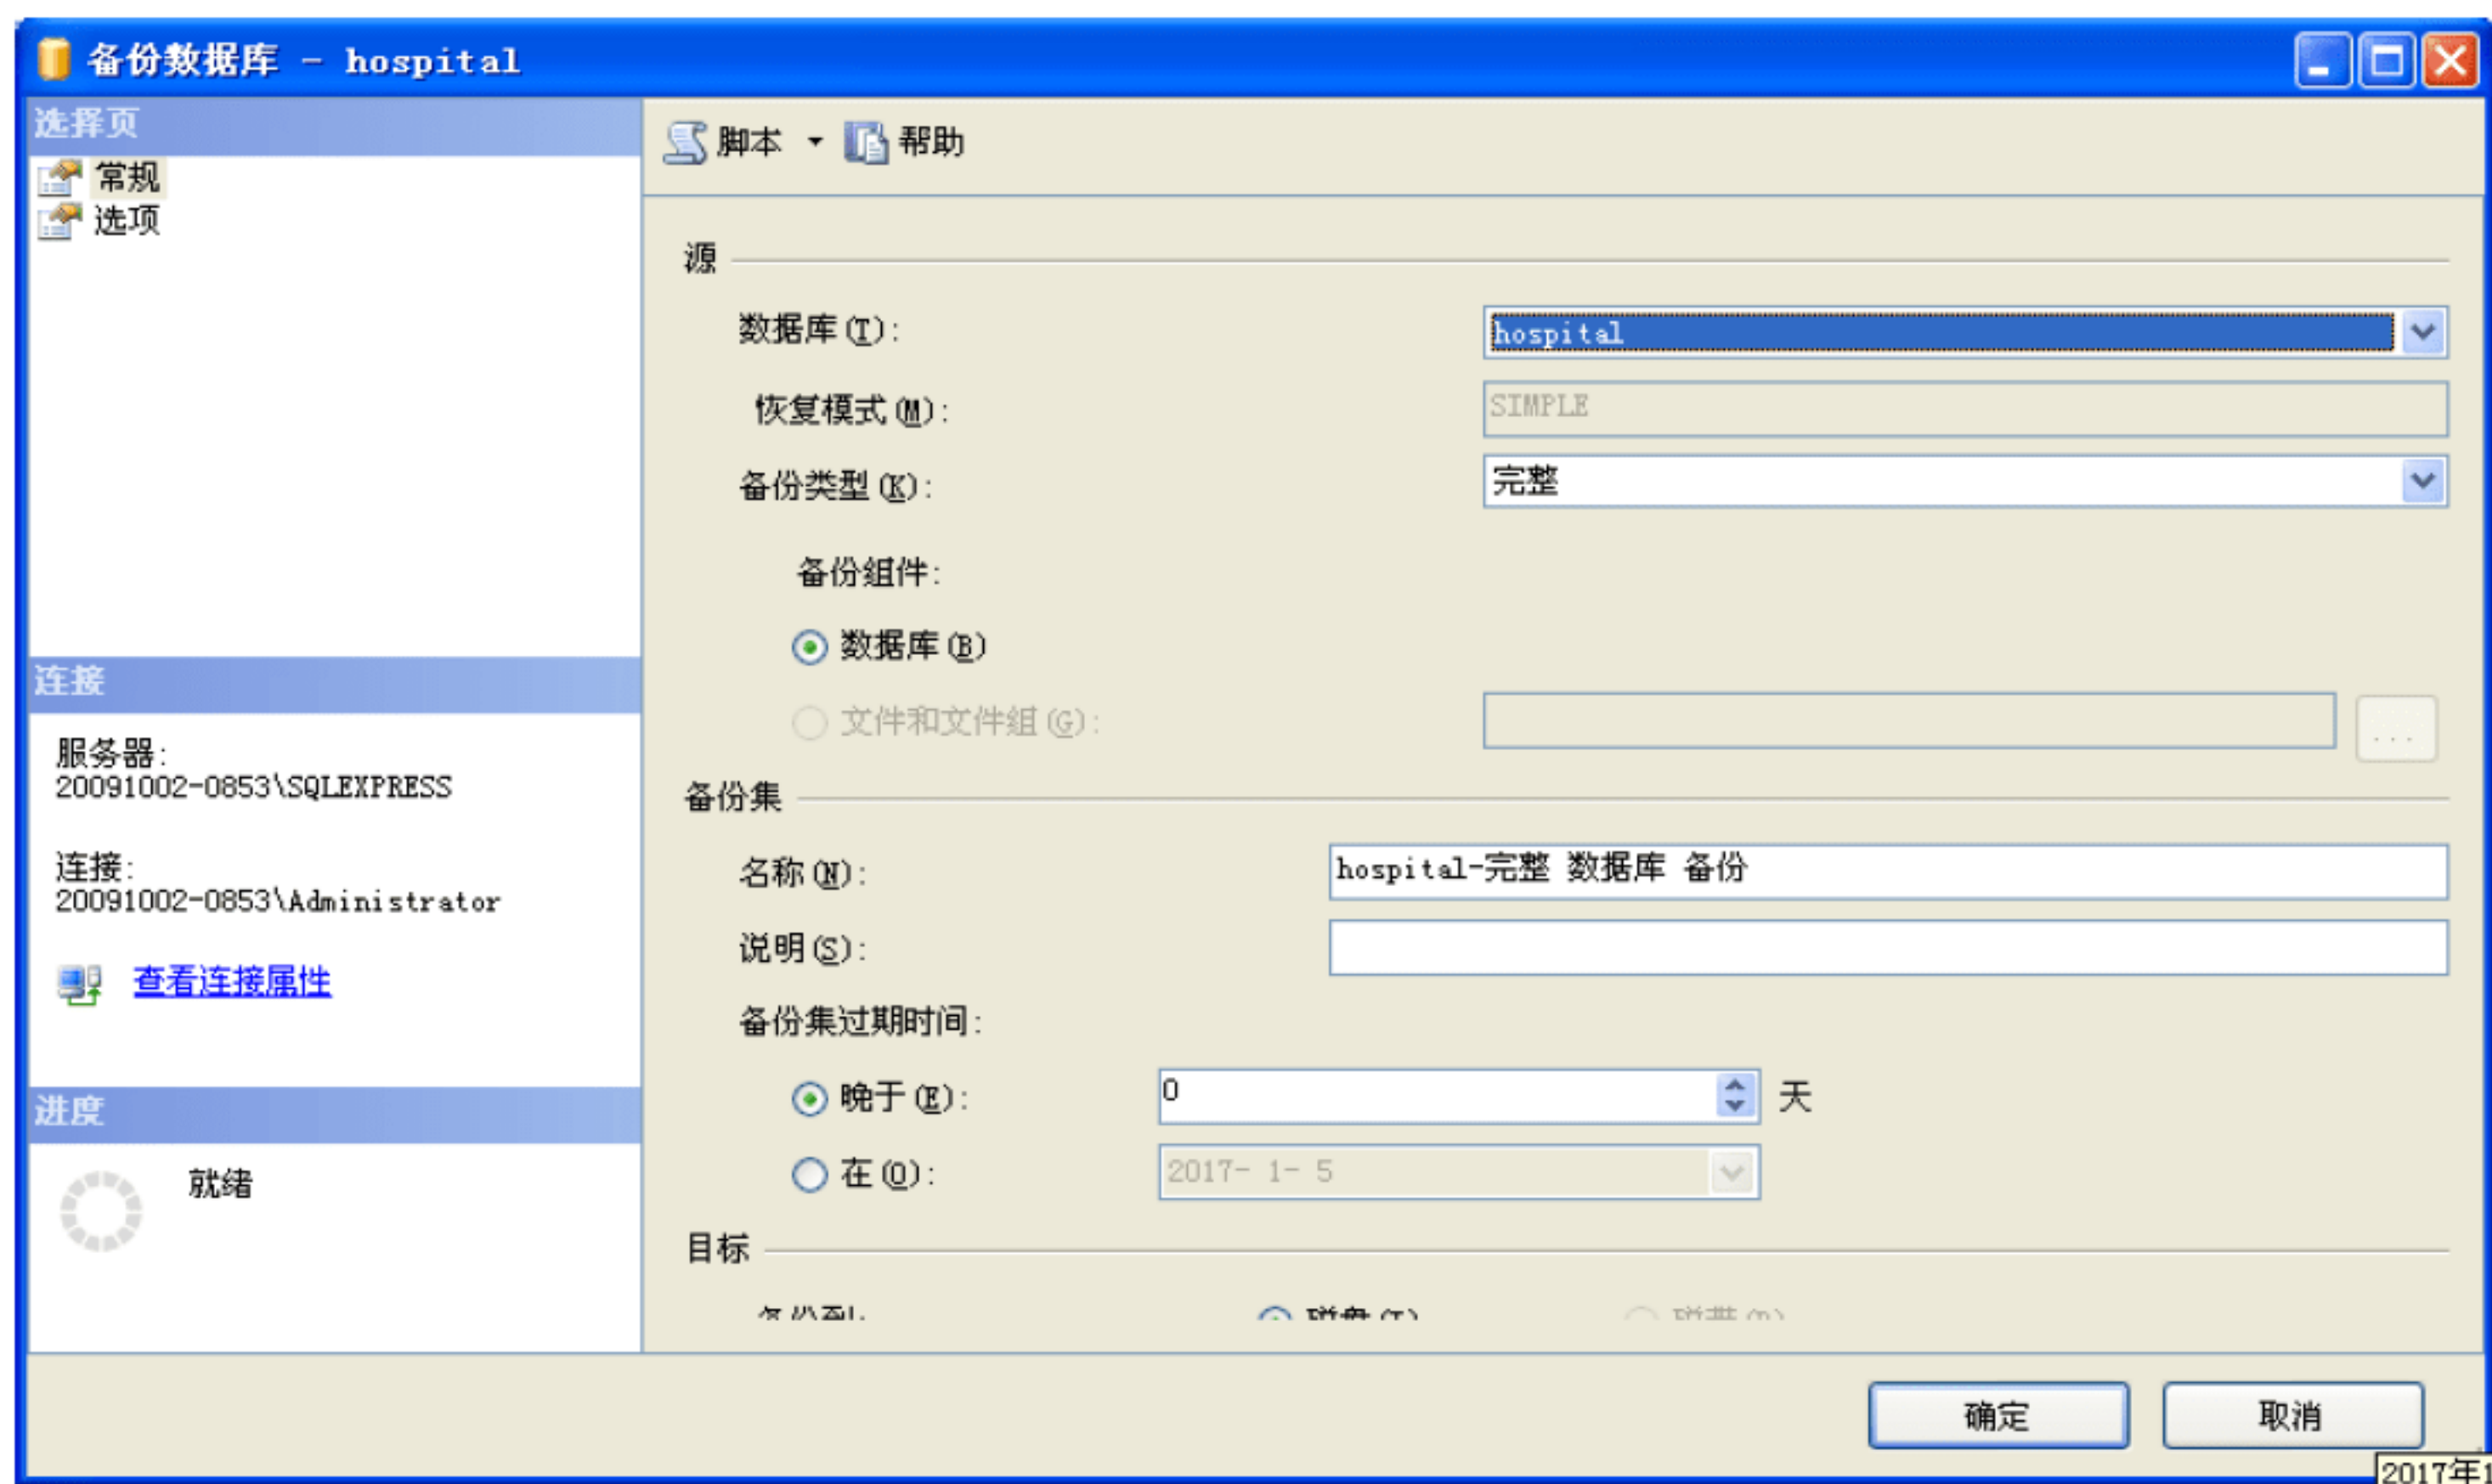 备份数据库 - hospital
选择页
常规
选项
连接
服务器:
20091002-0853\SQLEXPRESS
连接:
20091002-0853\Administrator
查看连接属性
进度
就绪
脚本 帮助
源
数据库(T): hospital
恢复模式(M): SIMPLE
备份类型(K): 完整
备份组件:
数据库(B)
文件和文件组(G): ...
备份集
名称(N): hospital-完整 数据库 备份
说明(S):
备份集过期时间:
晚于(E): 0 天
在(O): 2017- 1- 5
目标
确定 取消
2017年